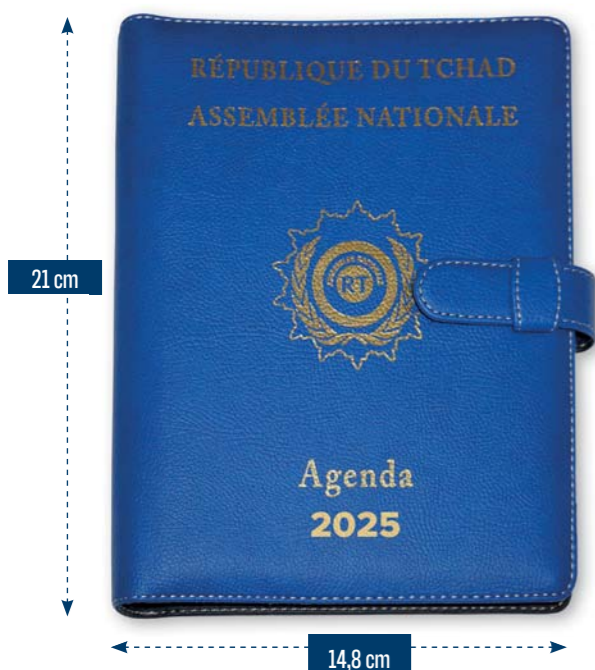 RÉPUBLIQUE DU TCHAD
ASSEMBLÉE NATIONALE
21 cm
RT
Agenda
2025
14,8 cm